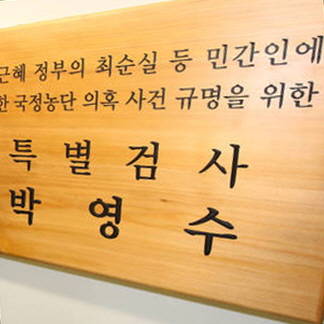 근혜 정부의 최순실 등 민간인에
한 국정농단 의혹 사건 규명을 위한
특별검사
박영수